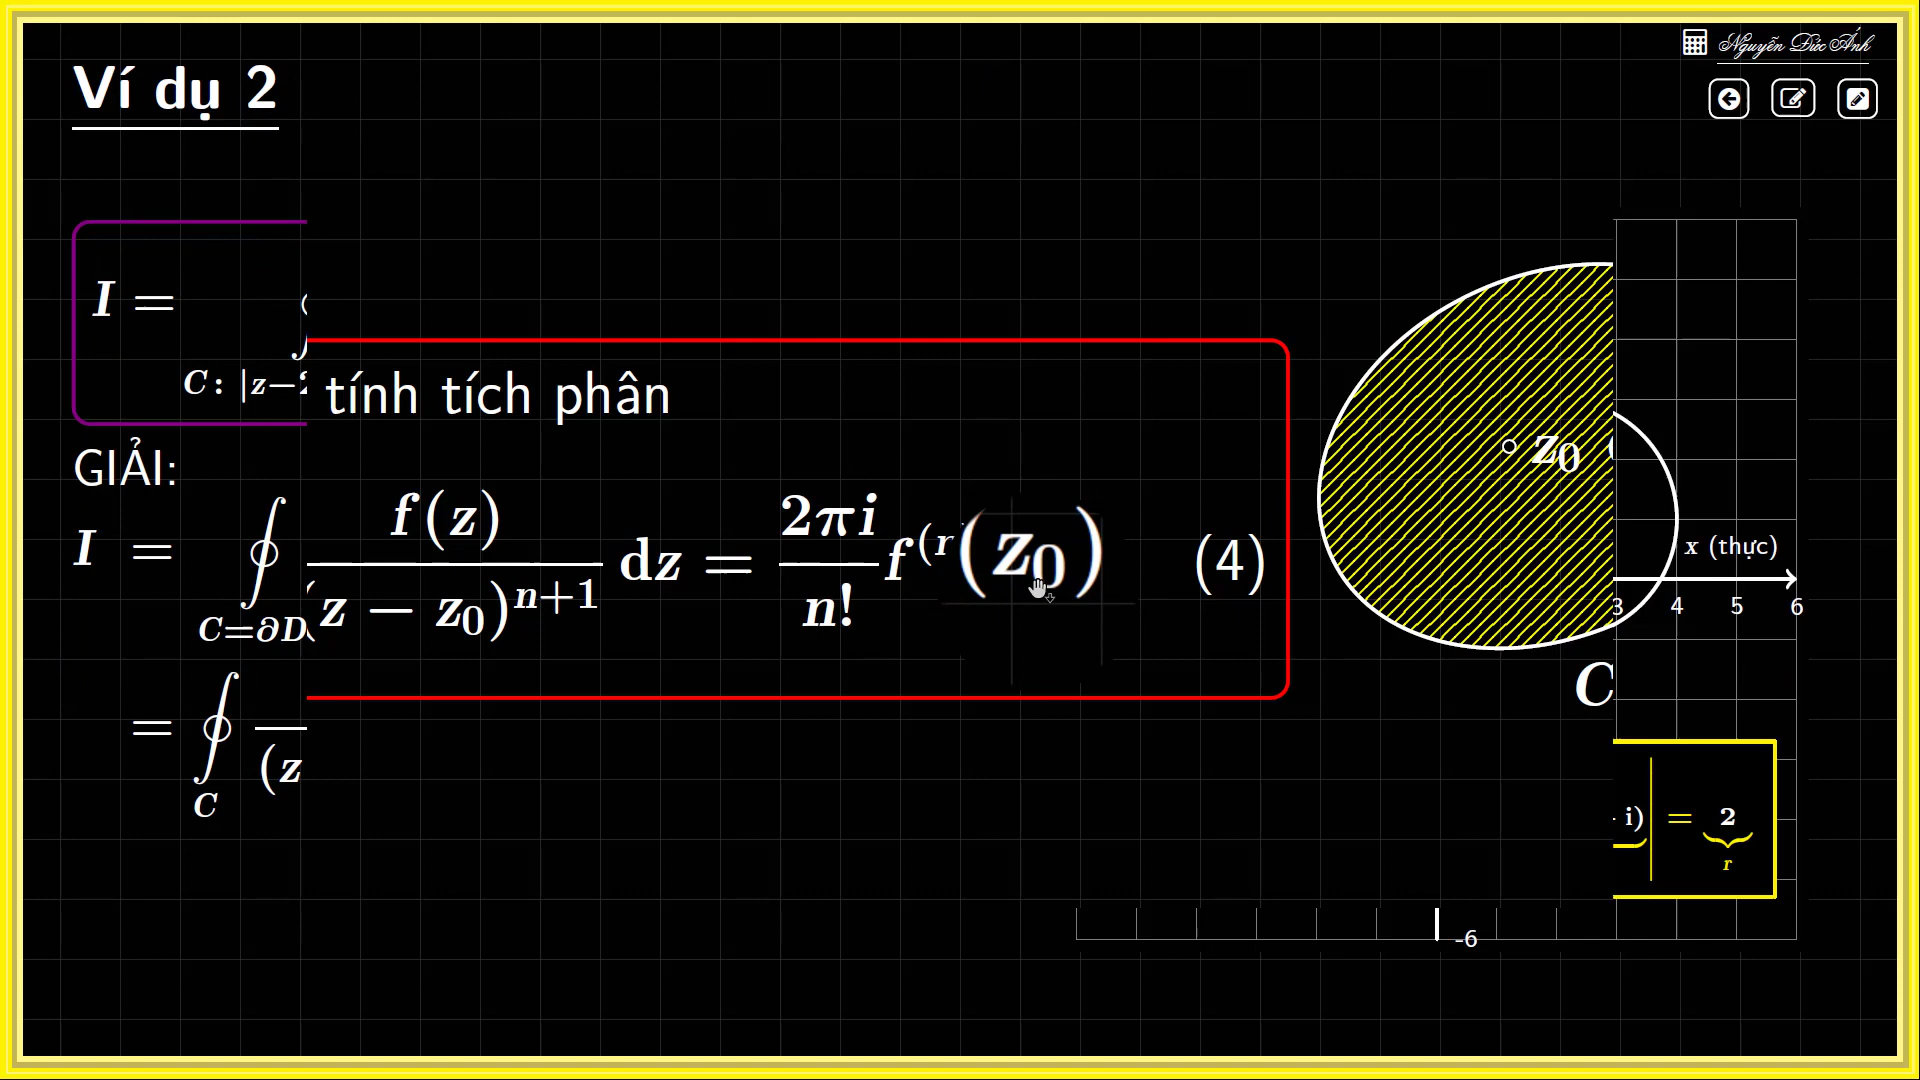 Nguyễn Đức Ánh
Ví dụ 2
I =
C: |z−2
tính tích phân
GIẢI:
I = ∮ f(z) / (z − z₀)ⁿ⁺¹ dz = 2πi / n! f⁽ʳ (z₀) (4)
C=∂D
= ∮ (z
C
z₀
C
x (thực)
3 4 5 6
i) = 2
r
-6